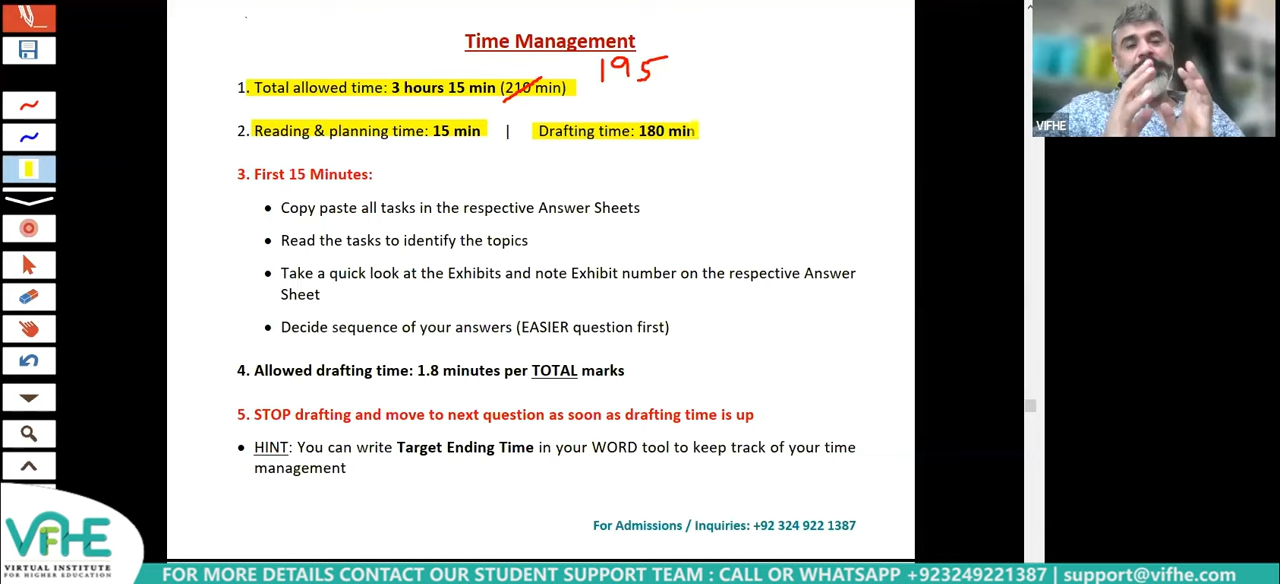 Time Management
195
1. Total allowed time: 3 hours 15 min (210 min)
2. Reading & planning time: 15 min | Drafting time: 180 min
3. First 15 Minutes:
• Copy paste all tasks in the respective Answer Sheets
• Read the tasks to identify the topics
• Take a quick look at the Exhibits and note Exhibit number on the respective Answer
Sheet
• Decide sequence of your answers (EASIER question first)
4. Allowed drafting time: 1.8 minutes per TOTAL marks
5. STOP drafting and move to next question as soon as drafting time is up
• HINT: You can write Target Ending Time in your WORD tool to keep track of your time
management
For Admissions / inquiries: +92 324 922 1387
VIFHE
VIFHE
VIRTUAL INSTITUTE
FOR HIGHER EDUCATION
FOR MORE DETAILS CONTACT OUR STUDENT SUPPORT TEAM : CALL OR WHATSAPP +923249221387 | support@vifhe.com